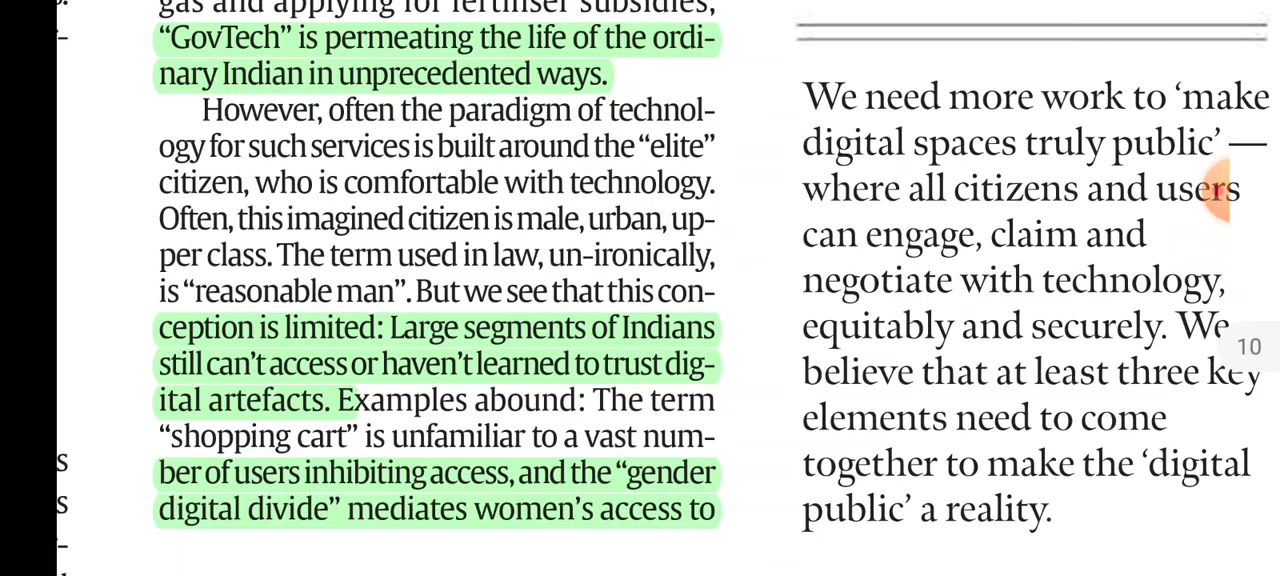 gas and applying for fertiliser subsidies,
“GovTech” is permeating the life of the ordi-
nary Indian in unprecedented ways.
However, often the paradigm of technol-
ogy for such services is built around the “elite”
citizen, who is comfortable with technology.
Often, this imagined citizen is male, urban, up-
per class. The term used in law, un-ironically,
is “reasonable man”. But we see that this con-
ception is limited: Large segments of Indians
still can’t access or haven’t learned to trust dig-
ital artefacts. Examples abound: The term
“shopping cart” is unfamiliar to a vast num-
ber of users inhibiting access, and the “gender
digital divide” mediates women’s access to
We need more work to ‘make
digital spaces truly public’ —
where all citizens and users
can engage, claim and
negotiate with technology,
equitably and securely. We
believe that at least three key
elements need to come
together to make the ‘digital
public’ a reality.
10